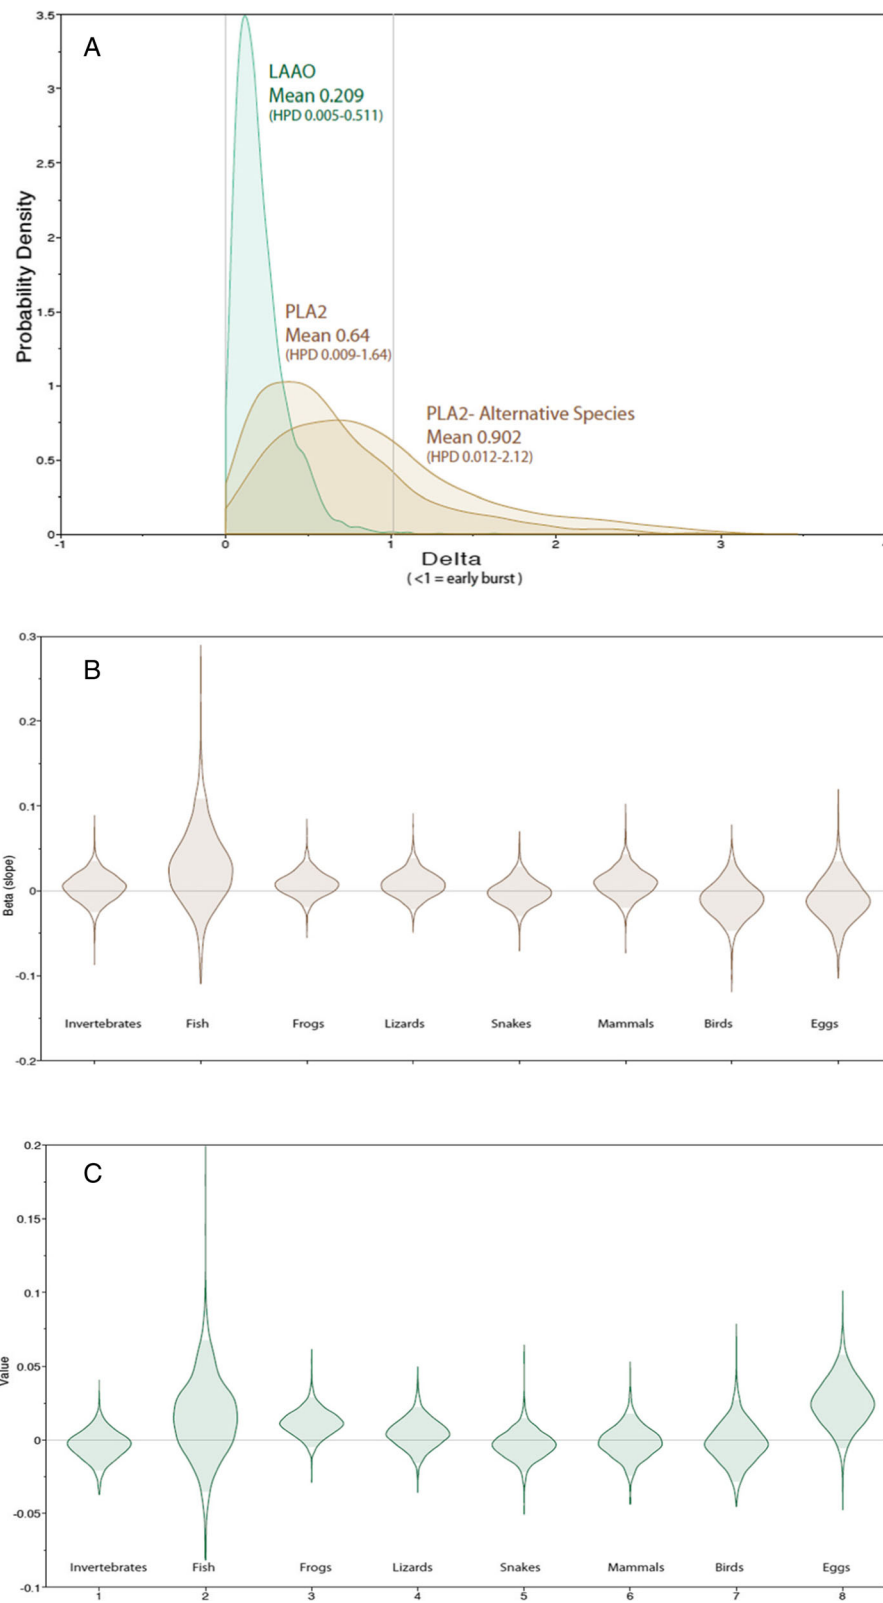 A
3.5
3
2.5
2
1.5
1
0.5
0
Probability Density
LAAO
Mean 0.209
(HPD 0.005-0.511)
PLA2
Mean 0.64
(HPD 0.009-1.64)
PLA2- Alternative Species
Mean 0.902
(HPD 0.012-2.12)
-1 0 1 2 3
Delta
( <1 = early burst )
B
0.3
0.2
0.1
0
-0.1
-0.2
Beta (slope)
Invertebrates Fish Frogs Lizards Snakes Mammals Birds Eggs
C
0.2
0.15
0.1
0.05
0
-0.05
-0.1
Value
Invertebrates Fish Frogs Lizards Snakes Mammals Birds Eggs
1 2 3 4 5 6 7 8